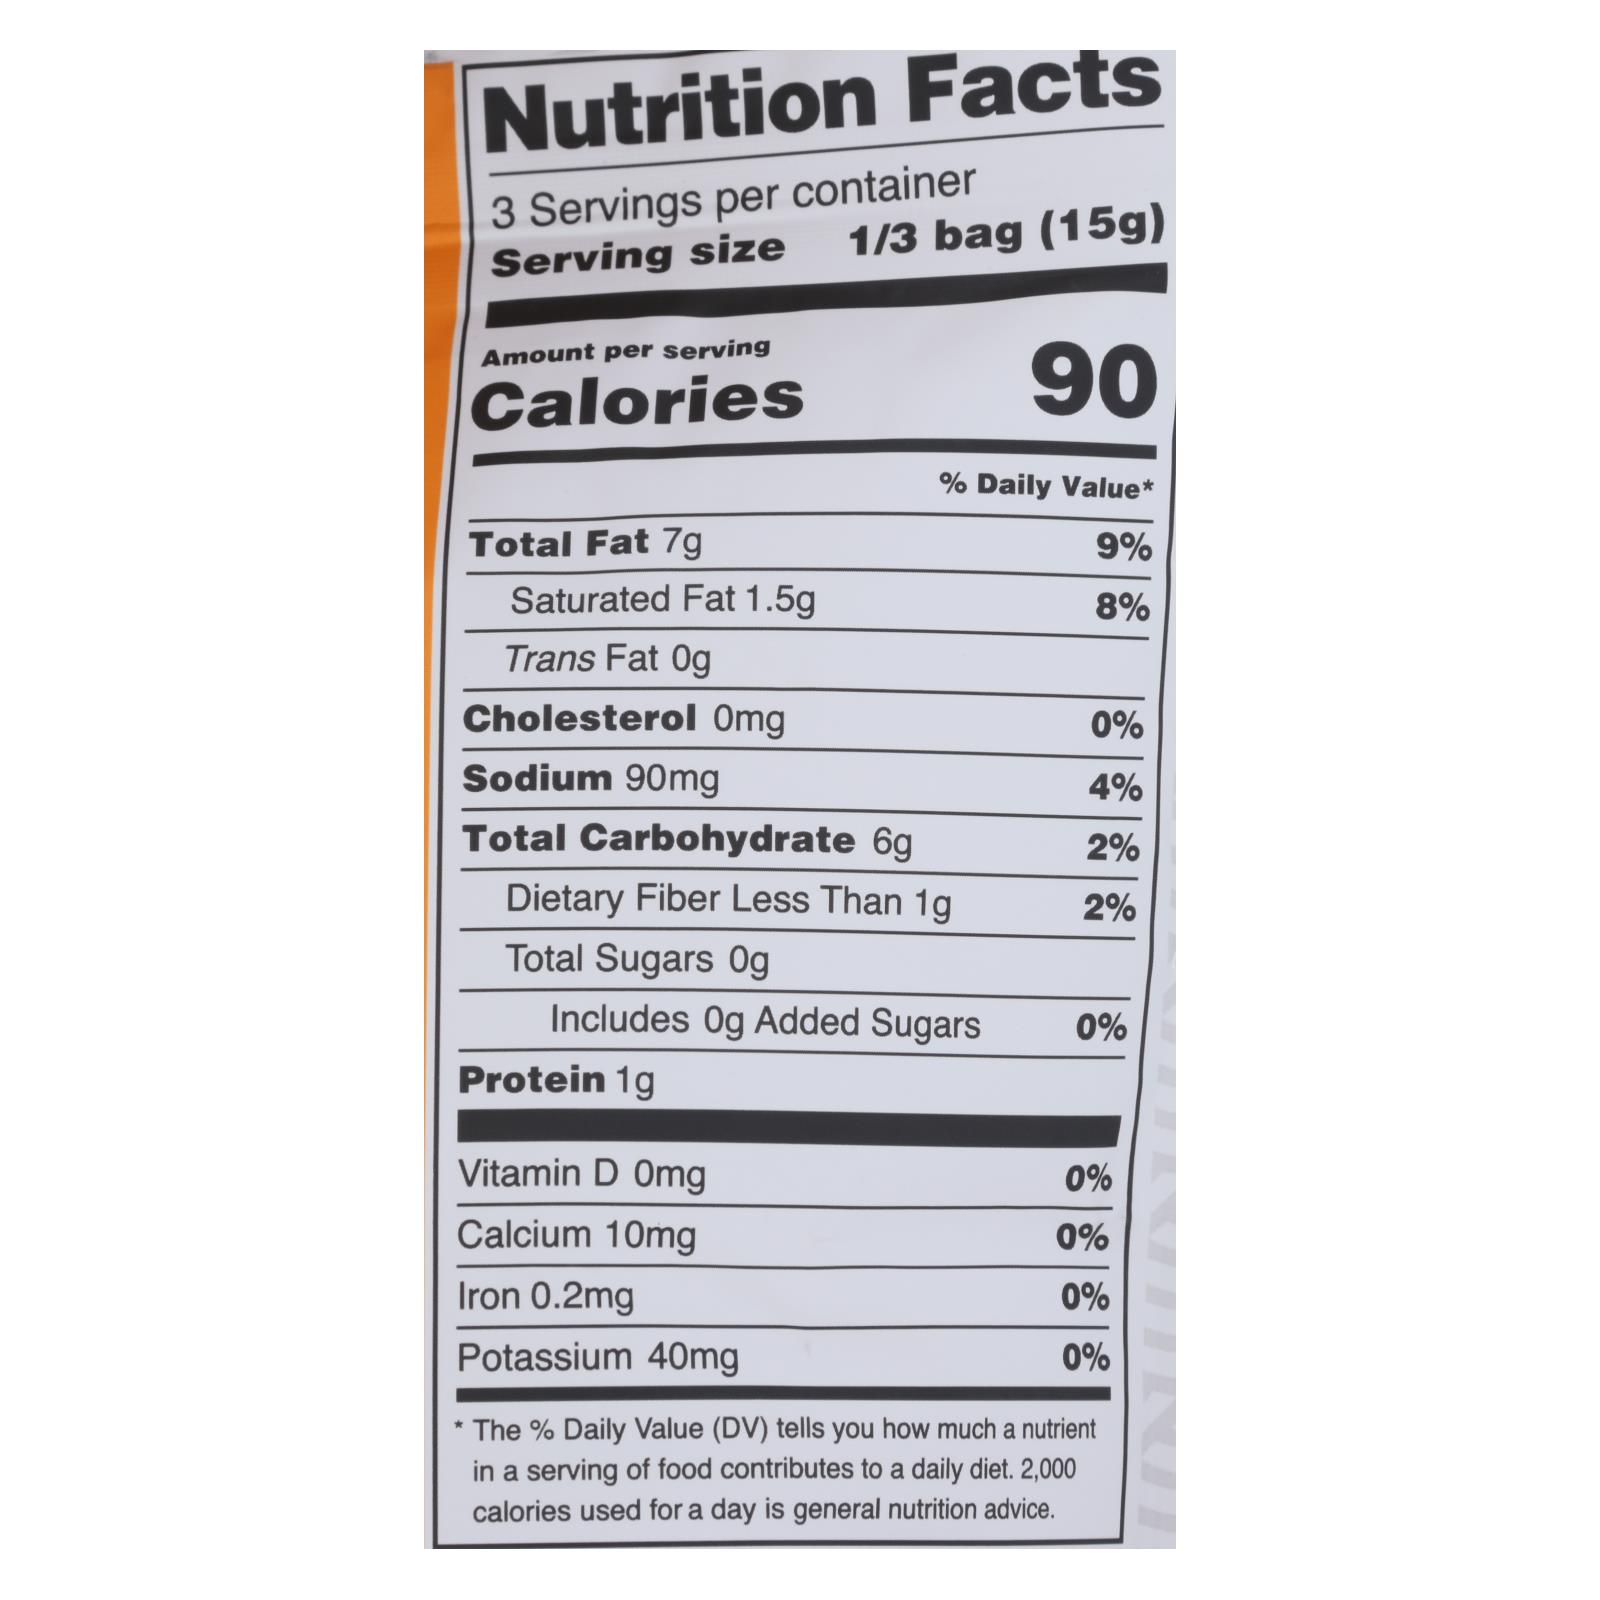 Nutrition Facts
3 Servings per container
Serving size 1/3 bag (15g)
Amount per serving
Calories 90
% Daily Value*
Total Fat 7g 9%
Saturated Fat 1.5g 8%
Trans Fat 0g
Cholesterol 0mg 0%
Sodium 90mg 4%
Total Carbohydrate 6g 2%
Dietary Fiber Less Than 1g 2%
Total Sugars 0g
Includes 0g Added Sugars 0%
Protein 1g
Vitamin D 0mg 0%
Calcium 10mg 0%
Iron 0.2mg 0%
Potassium 40mg 0%
* The % Daily Value (DV) tells you how much a nutrient
in a serving of food contributes to a daily diet. 2,000
calories used for a day is general nutrition advice.